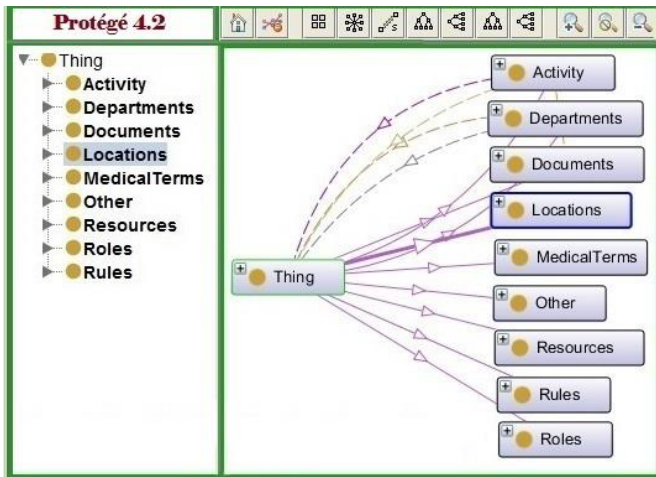 Protégé 4.2
Thing
Activity
Departments
Documents
Locations
MedicalTerms
Other
Resources
Roles
Rules
Activity
Departments
Documents
Locations
Thing
MedicalTerms
Other
Resources
Rules
Roles